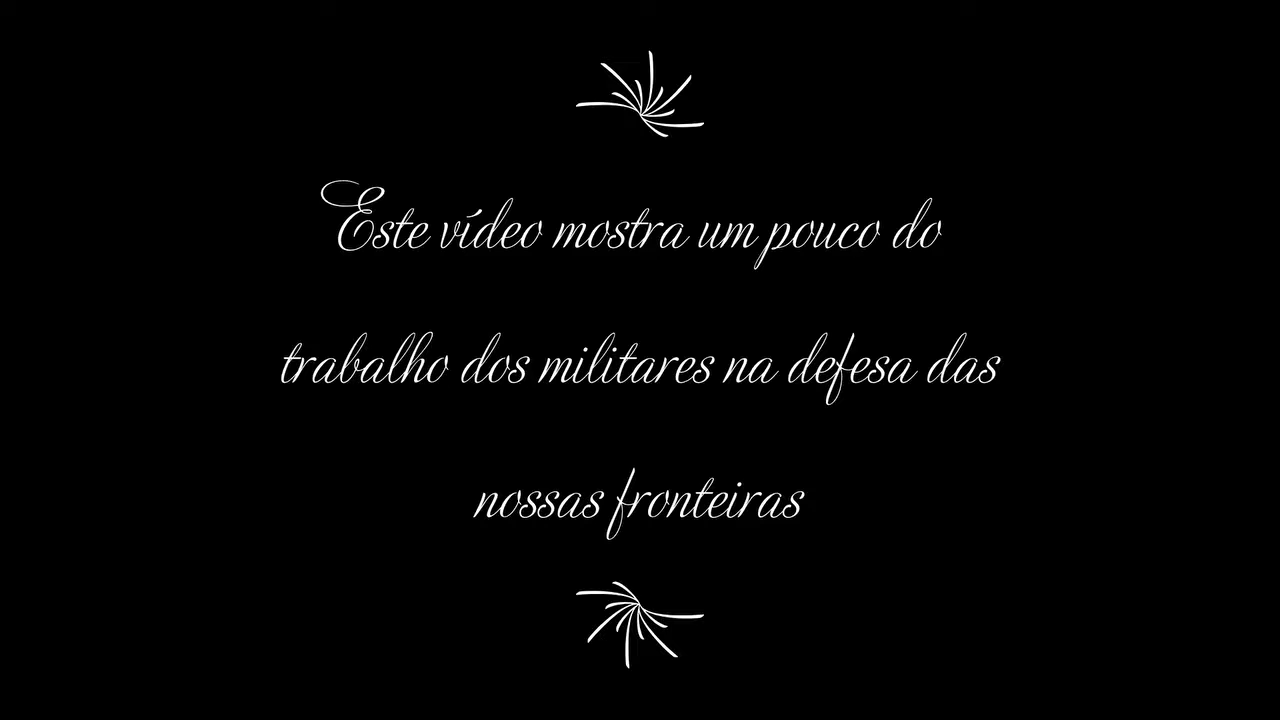 Este vídeo mostra um pouco do
trabalho dos militares na defesa das
nossas fronteiras